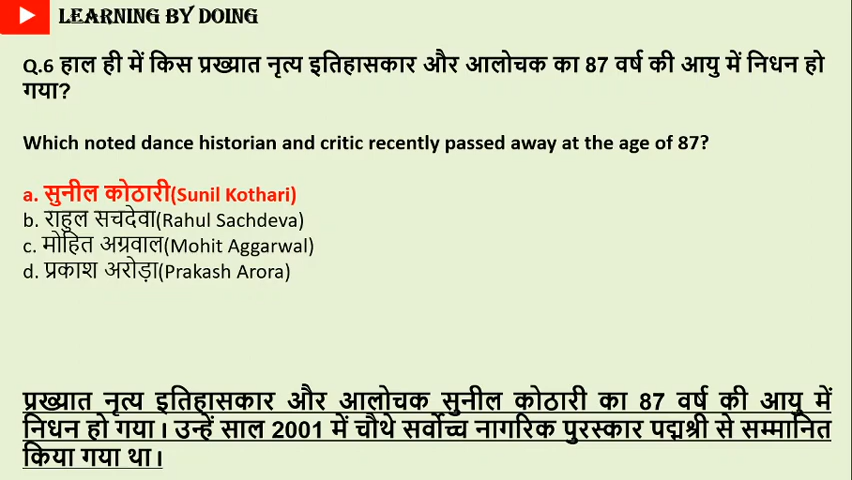 LEARNING BY DOING
Q.6 हाल ही में किस प्रख्यात नृत्य इतिहासकार और आलोचक का 87 वर्ष की आयु में निधन हो
गया?
Which noted dance historian and critic recently passed away at the age of 87?
a. सुनील कोठारी(Sunil Kothari)
b. राहुल सचदेवा(Rahul Sachdeva)
c. मोहित अग्रवाल(Mohit Aggarwal)
d. प्रकाश अरोड़ा(Prakash Arora)
प्रख्यात नृत्य इतिहासकार और आलोचक सुनील कोठारी का 87 वर्ष की आयु में
निधन हो गया। उन्हें साल 2001 में चौथे सर्वोच्च नागरिक पुरस्कार पद्मश्री से सम्मानित
किया गया था।